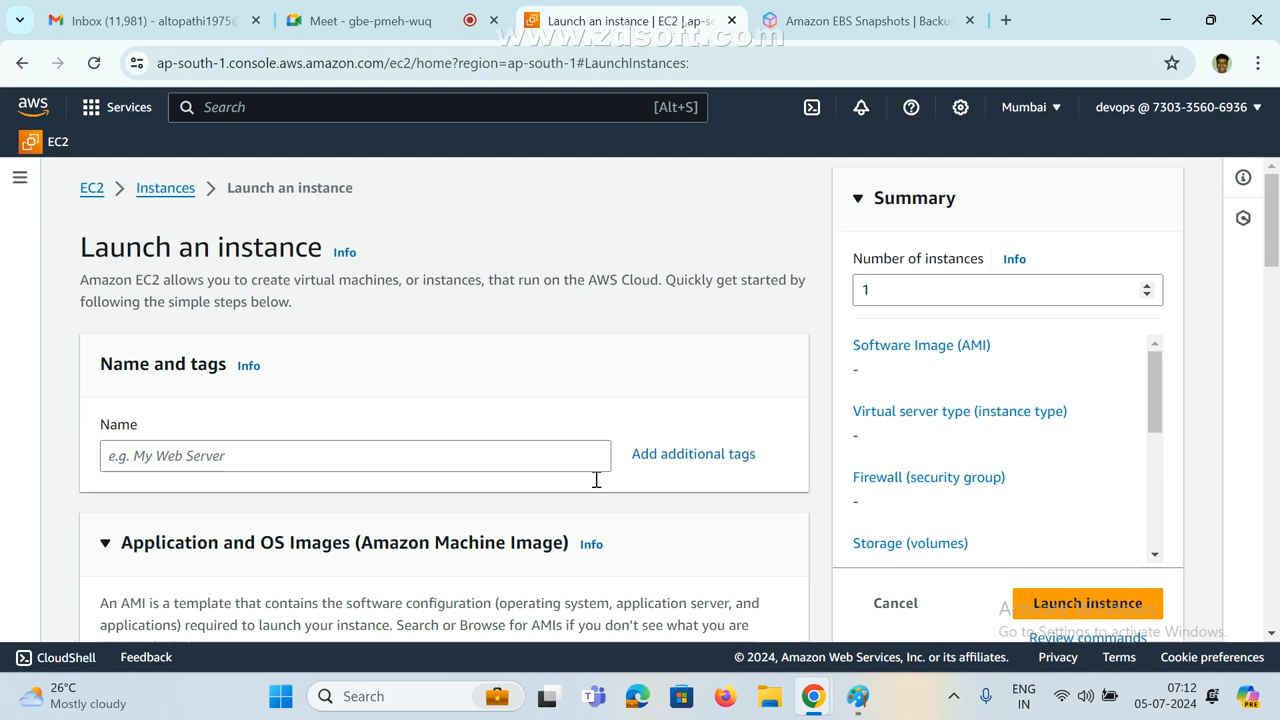 Inbox (11,981) - altopathi1975@
Meet - gbe-pmeh-wuq
Launch an instance | EC2 | ap-so
Amazon EBS Snapshots | Backu
www.zdsoft.com
ap-south-1.console.aws.amazon.com/ec2/home?region=ap-south-1#LaunchInstances:
aws
Services
Search
[Alt+S]
Mumbai
devops @ 7303-3560-6936
EC2
EC2
Instances
Launch an instance
Launch an instance Info
Amazon EC2 allows you to create virtual machines, or instances, that run on the AWS Cloud. Quickly get started by
following the simple steps below.
Name and tags Info
Name
e.g. My Web Server
Add additional tags
Application and OS Images (Amazon Machine Image) Info
An AMI is a template that contains the software configuration (operating system, application server, and
applications) required to launch your instance. Search or Browse for AMIs if you don't see what you are
Summary
Number of instances Info
1
Software Image (AMI)
-
Virtual server type (instance type)
-
Firewall (security group)
-
Storage (volumes)
Cancel
Launch instance
Review commands
Go to Settings to activate Windows.
CloudShell
Feedback
© 2024, Amazon Web Services, Inc. or its affiliates.
Privacy
Terms
Cookie preferences
26°C
Mostly cloudy
Search
ENG
IN
07:12
05-07-2024
PRE